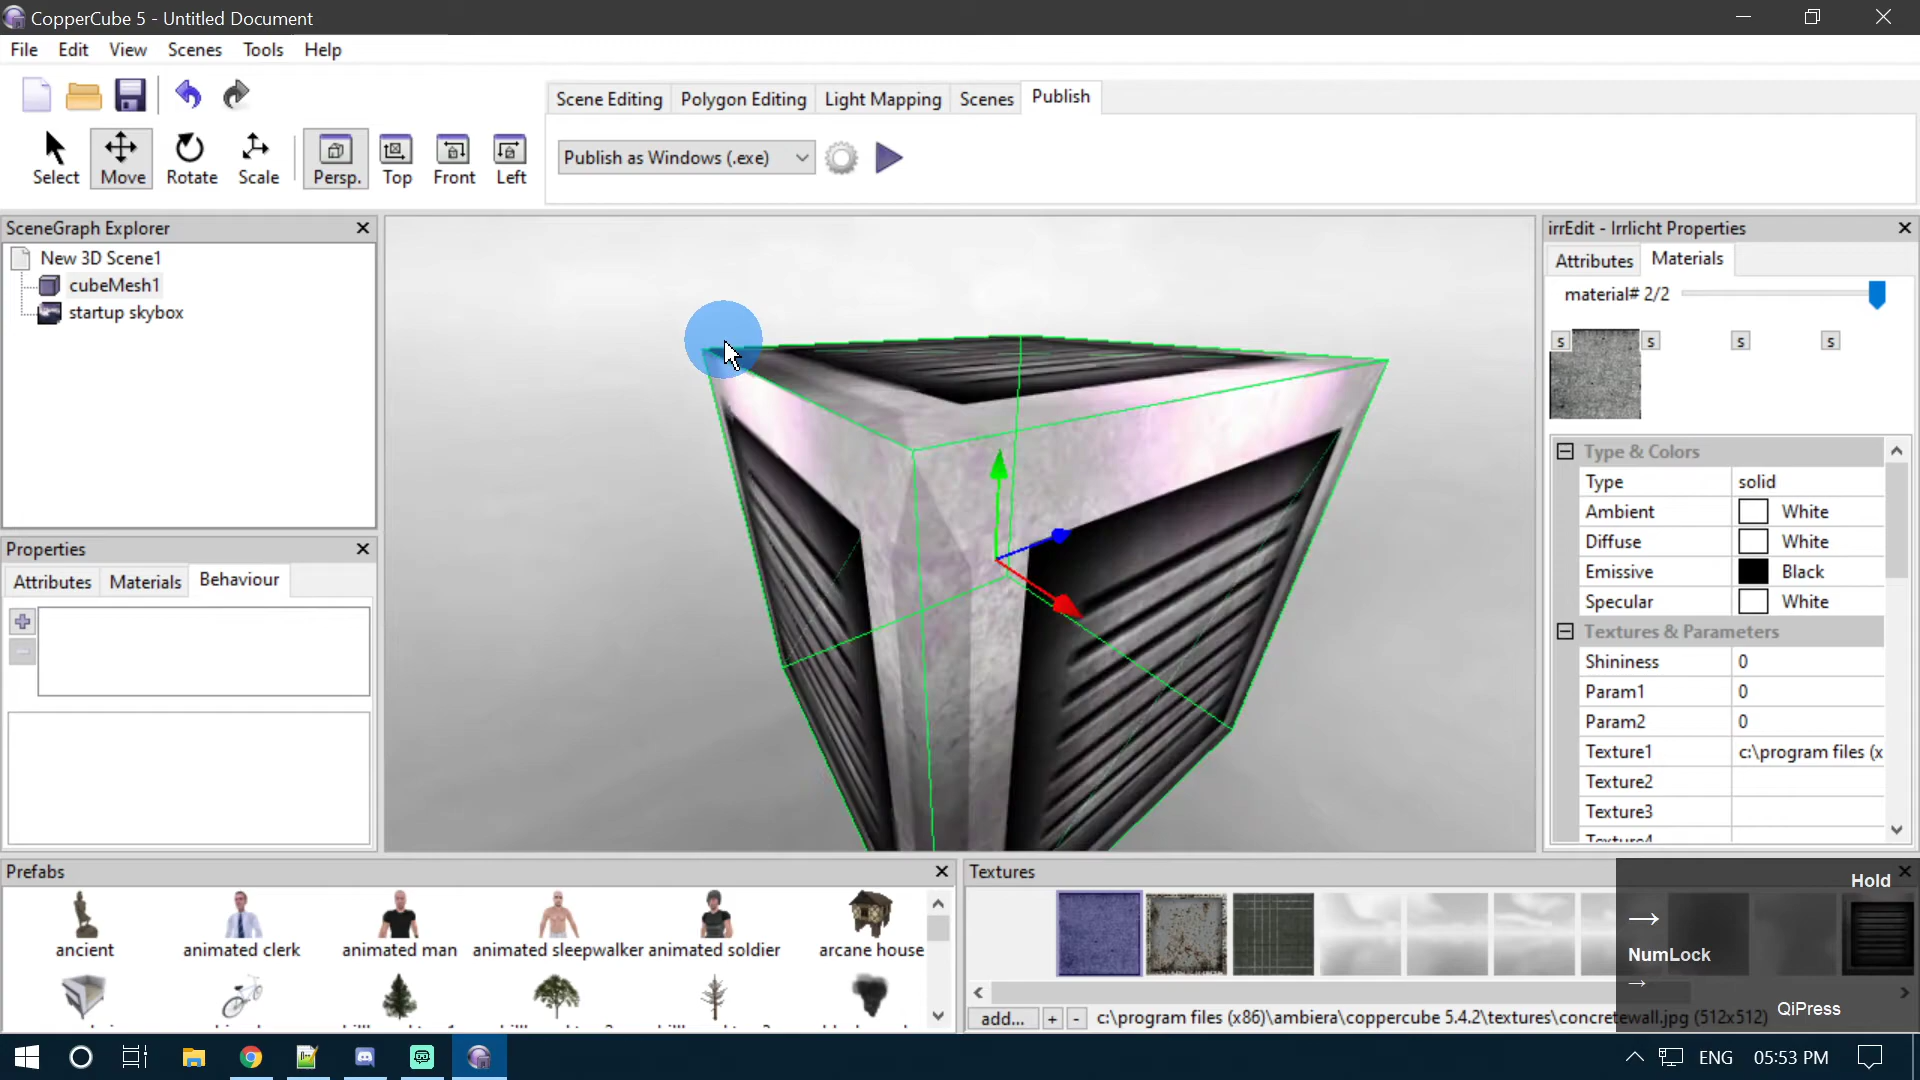 CopperCube 5 - Untitled Document
File Edit View Scenes Tools Help
Scene Editing Polygon Editing Light Mapping Scenes Publish
Select Move Rotate Scale Persp. Top Front Left
Publish as Windows (.exe)
SceneGraph Explorer
New 3D Scene1
cubeMesh1
startup skybox
Properties
Attributes Materials Behaviour
irrEdit - Irrlicht Properties
Attributes Materials
material# 2/2
s s s s
Type & Colors
Type solid
Ambient White
Diffuse White
Emissive Black
Specular White
Textures & Parameters
Shininess 0
Param1 0
Param2 0
Texture1 c:\program files (x
Texture2
Texture3
Texture4
Prefabs
ancient animated clerk animated man animated sleepwalker animated soldier arcane house
Textures
add... + - c:\program files (x86)\ambiera\coppercube 5.4.2\textures\concretewall.jpg (512x512)
Hold
→
NumLock
→
QiPress
ENG 05:53 PM